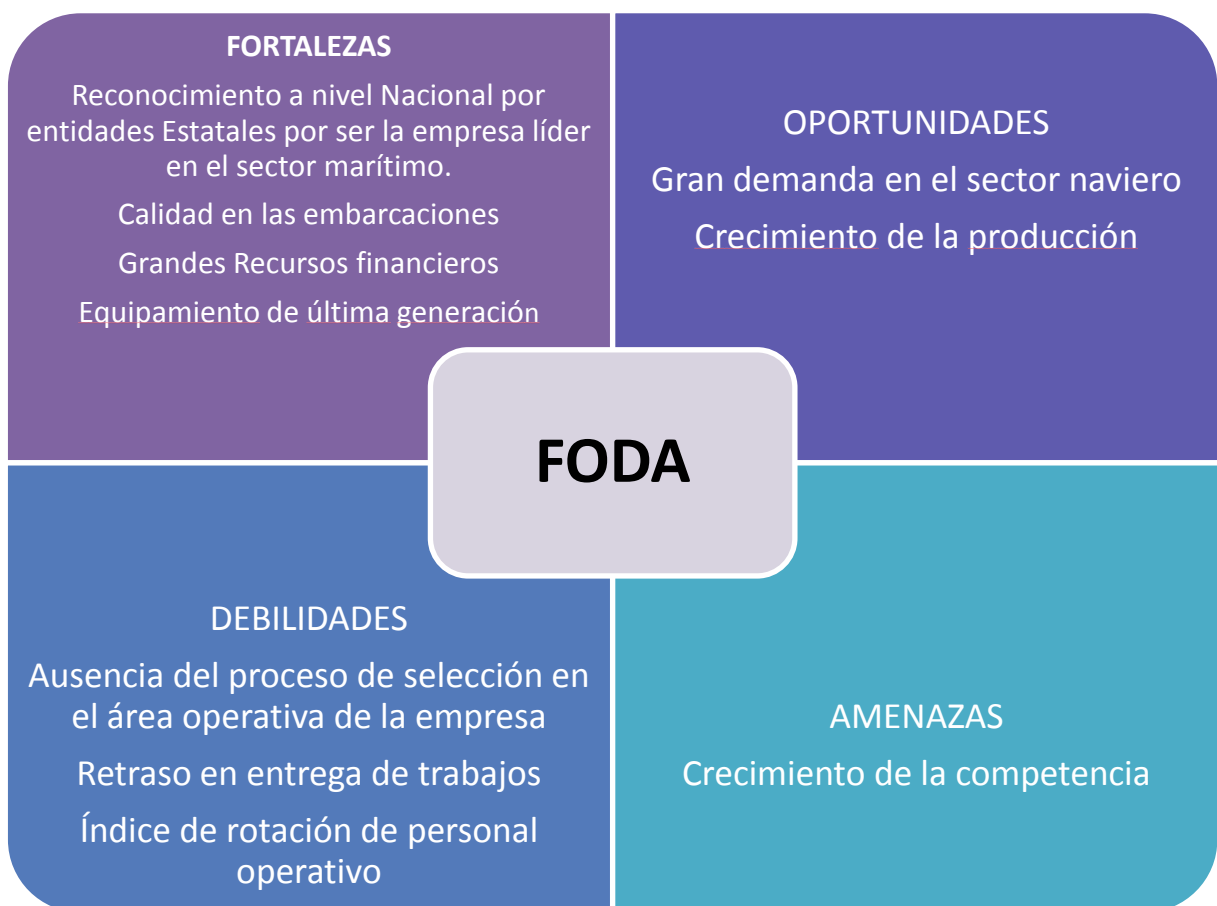 FORTALEZAS
Reconocimiento a nivel Nacional por
entidades Estatales por ser la empresa líder
en el sector marítimo.
Calidad en las embarcaciones
Grandes Recursos financieros
Equipamiento de última generación
OPORTUNIDADES
Gran demanda en el sector naviero
Crecimiento de la producción
FODA
DEBILIDADES
Ausencia del proceso de selección en
el área operativa de la empresa
Retraso en entrega de trabajos
Índice de rotación de personal
operativo
AMENAZAS
Crecimiento de la competencia